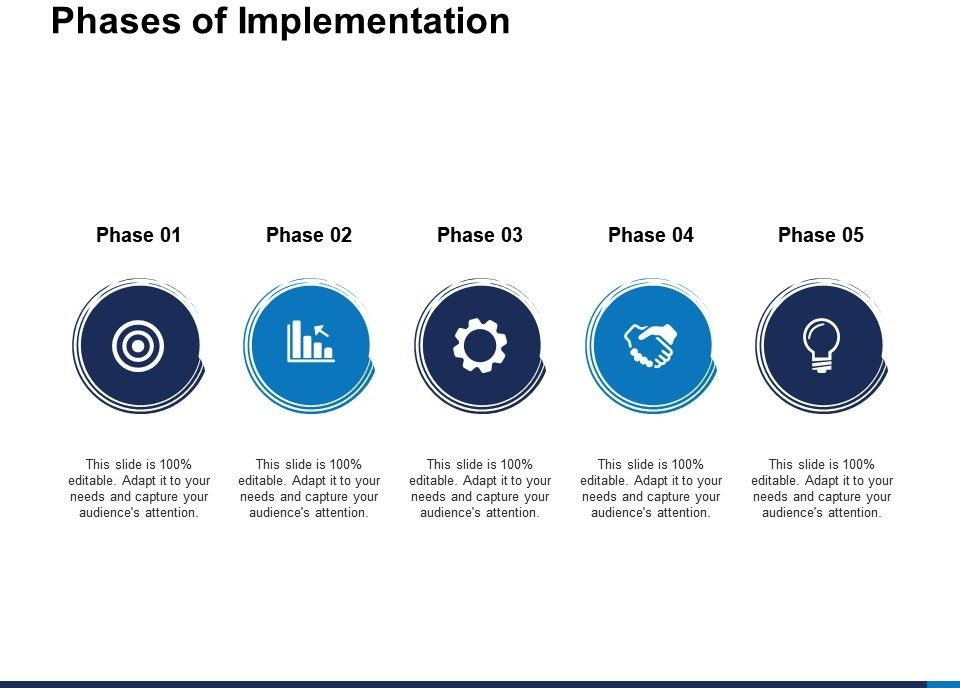 Phases of Implementation
Phase 01
Phase 02
Phase 03
Phase 04
Phase 05
This slide is 100%
editable. Adapt it to your
needs and capture your
audience's attention.
This slide is 100%
editable. Adapt it to your
needs and capture your
audience's attention.
This slide is 100%
editable. Adapt it to your
needs and capture your
audience's attention.
This slide is 100%
editable. Adapt it to your
needs and capture your
audience's attention.
This slide is 100%
editable. Adapt it to your
needs and capture your
audience's attention.